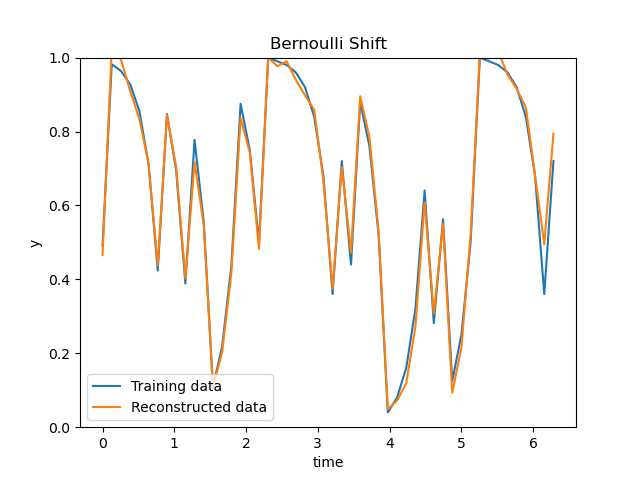 Bernoulli Shift
1.0
0.8
0.6
0.4
0.2
0.0
y
Training data
Reconstructed data
0 1 2 3 4 5 6
time